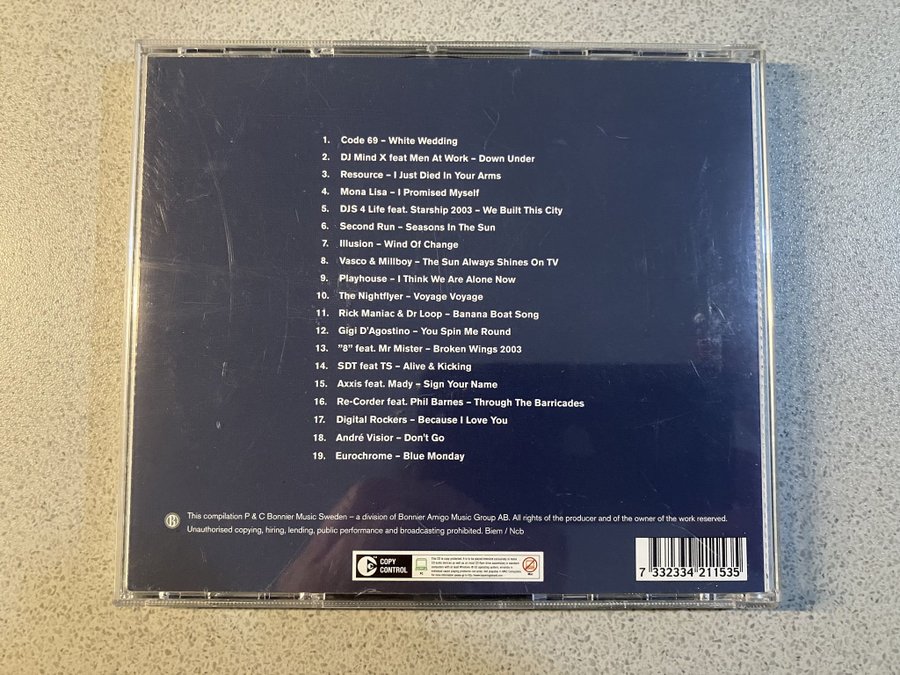 1. Code 69 – White Wedding
2. DJ Mind X feat Men At Work – Down Under
3. Resource – I Just Died In Your Arms
4. Mona Lisa – I Promised Myself
5. DJS 4 Life feat. Starship 2003 – We Built This City
6. Second Run – Seasons In The Sun
7. Illusion – Wind Of Change
8. Vasco & Millboy – The Sun Always Shines On TV
9. Playhouse – I Think We Are Alone Now
10. The Nightflyer – Voyage Voyage
11. Rick Maniac & Dr Loop – Banana Boat Song
12. Gigi D'Agostino – You Spin Me Round
13. ”8” feat. Mr Mister – Broken Wings 2003
14. SDT feat TS – Alive & Kicking
15. Axxis feat. Mady – Sign Your Name
16. Re-Corder feat. Phil Barnes – Through The Barricades
17. Digital Rockers – Because I Love You
18. André Visior – Don't Go
19. Eurochrome – Blue Monday
This compilation P & C Bonnier Music Sweden – a division of Bonnier Amigo Music Group AB. All rights of the producer and of the owner of the work reserved.
Unauthorised copying, hiring, lending, public performance and broadcasting prohibited. Biem / Ncb
COPY
CONTROL
7 332334 211535